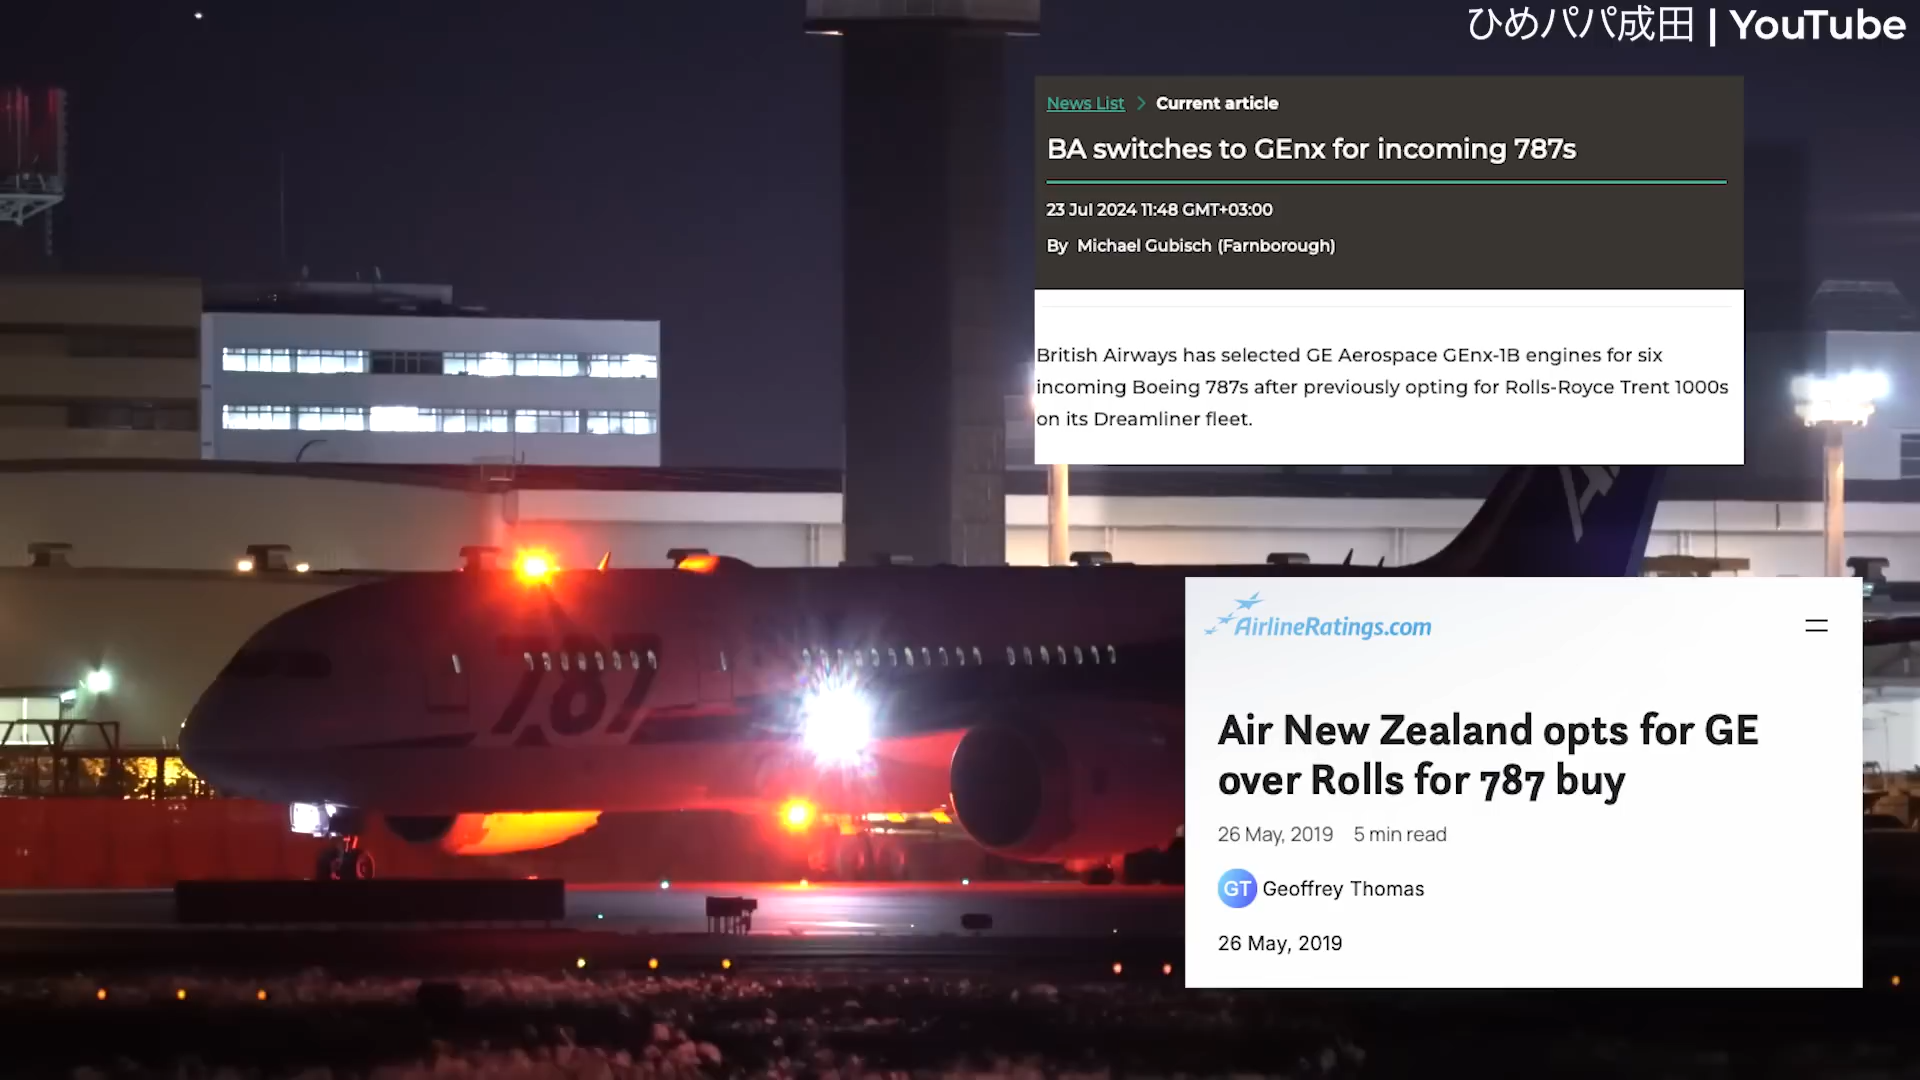 ひめパパ成田 | YouTube
News List > Current article
BA switches to GEnx for incoming 787s
23 Jul 2024 11:48 GMT+03:00
By Michael Gubisch (Farnborough)
British Airways has selected GE Aerospace GEnx-1B engines for six
incoming Boeing 787s after previously opting for Rolls-Royce Trent 1000s
on its Dreamliner fleet.
787
AirlineRatings.com
Air New Zealand opts for GE
over Rolls for 787 buy
26 May, 2019 5 min read
GT Geoffrey Thomas
26 May, 2019